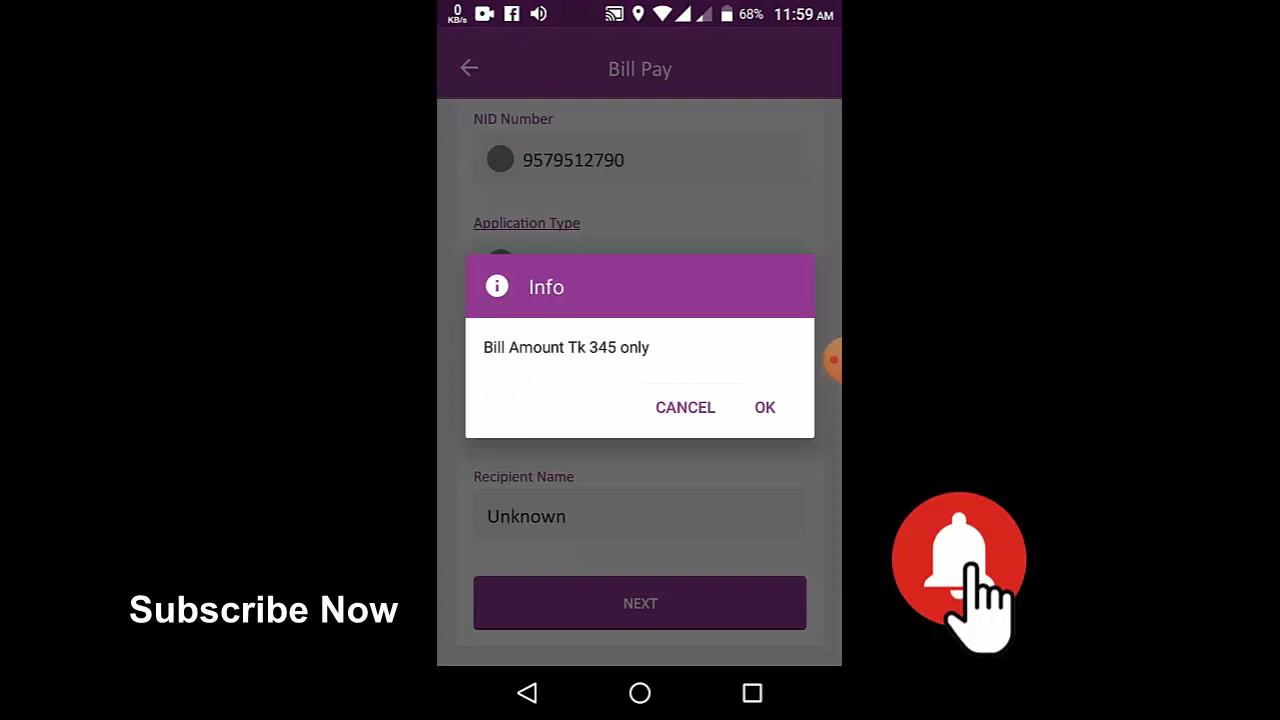 0
KB/s
68% 11:59 AM
Bill Pay
NID Number
9579512790
Application Type
Info
Bill Amount Tk 345 only
CANCEL OK
Recipient Name
Unknown
NEXT
Subscribe Now